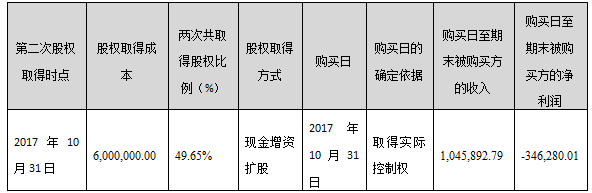 第二次股权取得时点
股权取得成本
两次共取得股权比例（%）
股权取得方式
购买日
购买日的确定依据
购买日至期末被购买方的收入
购买日至期末被购买方的净利润
2017 年 10 月 31 日
6,000,000.00
49.65%
现金增资扩股
2017 年 10 月 31 日
取得实际控制权
1,045,892.79
-346,280.01